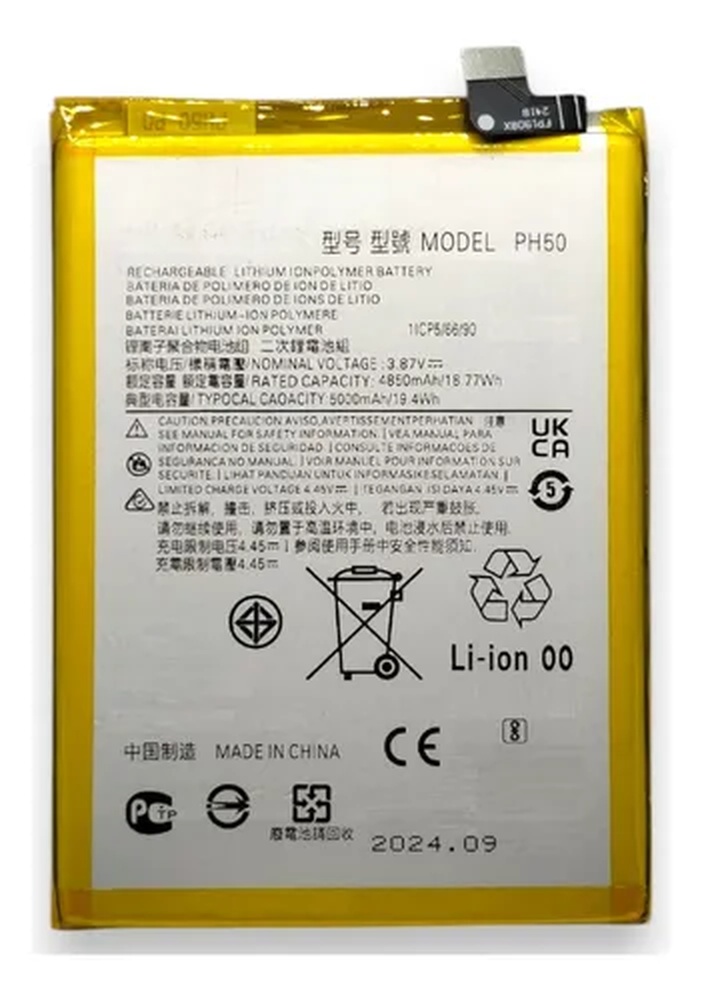 PH50
FPL908X
2418
型号 型號 MODEL PH50
RECHARGEABLE LITHIUM IONPOLYMER BATTERY
BATERIA DE POLIMERO DE ION DE LITIO
BATERIA DE POLIMERO DE IONS DE LITIO
BATTERIE LITHIUM-ION POLYMERE
BATERAI LITHIUM ION POLYMER 1ICP5/66/90
锂离子聚合物电池组 二次鋰電池組
标称电压/標稱電壓/NOMINAL VOLTAGE:3.87V⎓
额定容量 額定電容量/RATED CAPACITY: 4850mAh/18.77Wh
典型电容量/TYPOCAL CAOACITY:5000mAh/19.4Wh
CAUTION.PRECAUCION.AVISO,AVERTISSEMENTPERHATIAN 注意
SEE MANUAL FOR SAFETY INFORMATION. | VEA MANUAL PARA
INFORMACION DE SEGURIDAD. | CONSULTE INFORMACOES DE
SEGURANCA NO MANUAL. | VOIR MANUEL POUR INFORMATION SUR
SECURITE. | LIHAT PANDUAN UNTUK MAKLUMAT KESELAMATAN. |
LIMITED CHARGE VOLTAGE 4.45V⎓ | TEGANGAN ISI DAYA 4.45V⎓
禁止拆解，撞击，挤压或投入火中， 若出现严重鼓胀，
请勿继续使用，请勿置于高温环境中，电池浸水后禁止使用.
充电限制电压4.45⎓ | 参阅使用手册中安全性能须知.
充電限制電壓4.45⎓
UK
CA
5
Li-ion 00
中国制造 MADE IN CHINA
CE
廢電池請回收
2024.09